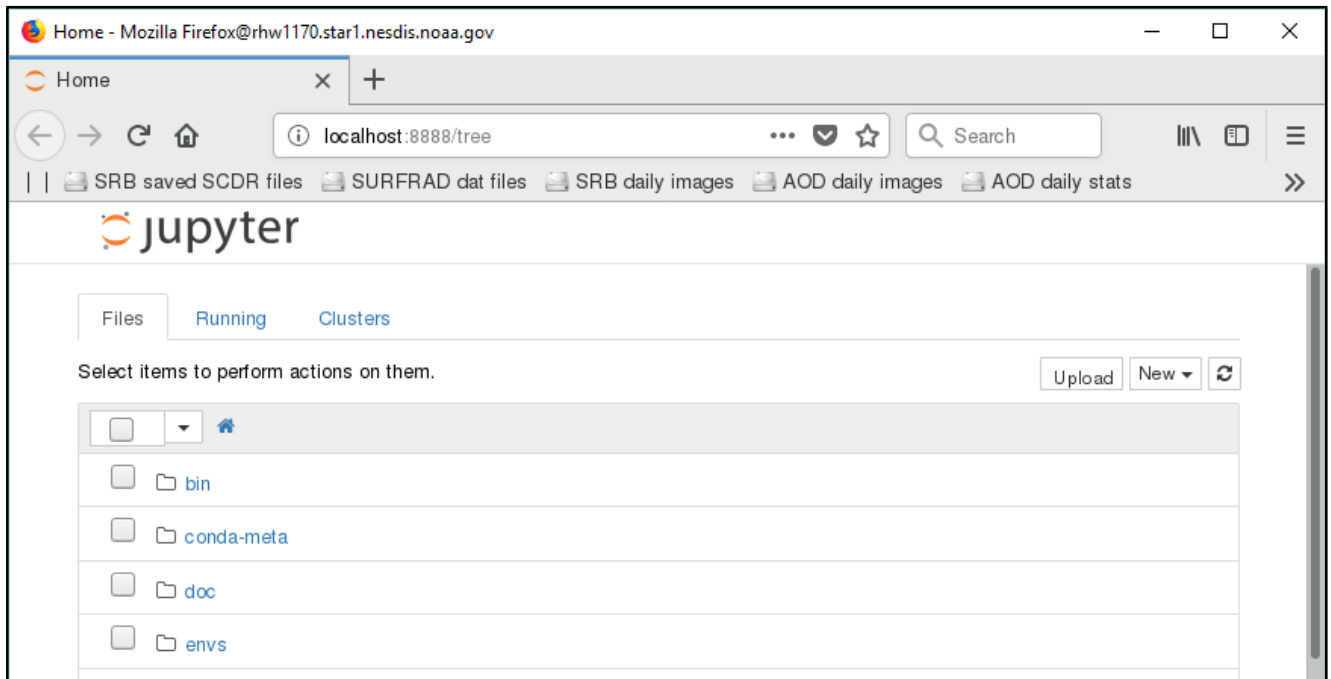 Home - Mozilla Firefox@rhw1170.star1.nesdis.noaa.gov
Home
localhost:8888/tree
Search
SRB saved SCDR files SURFRAD dat files SRB daily images AOD daily images AOD daily stats
jupyter
Files Running Clusters
Select items to perform actions on them.
Upload New
bin
conda-meta
doc
envs